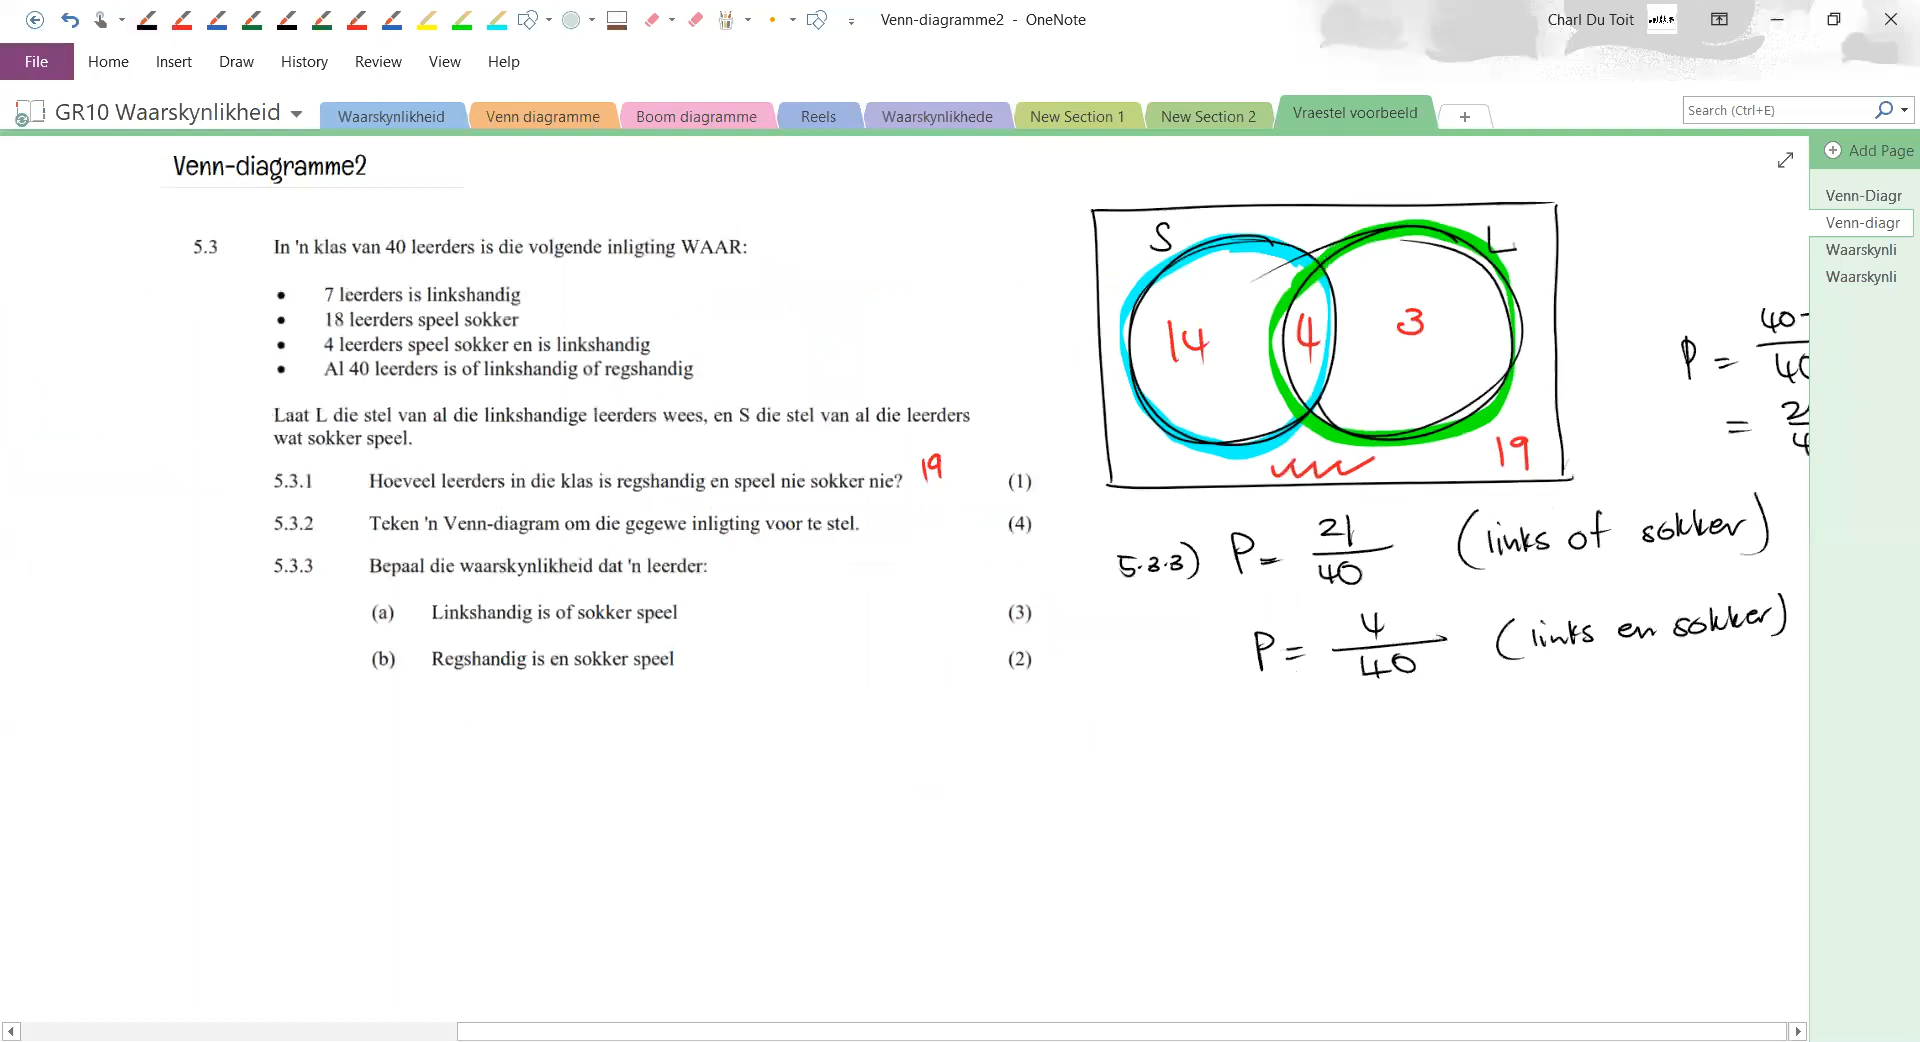 Venn-diagramme2 - OneNote
Charl Du Toit
File Home Insert Draw History Review View Help
GR10 Waarskynlikheid
Waarskynlikheid Venn diagramme Boom diagramme Reels Waarskynlikhede New Section 1 New Section 2 Vraestel voorbeeld +
Search (Ctrl+E)
Add Page
Venn-Diagr
Venn-diagr
Waarskynli
Waarskynli
Venn-diagramme2
5.3 In 'n klas van 40 leerders is die volgende inligting WAAR:
• 7 leerders is linkshandig
• 18 leerders speel sokker
• 4 leerders speel sokker en is linkshandig
• Al 40 leerders is of linkshandig of regshandig
Laat L die stel van al die linkshandige leerders wees, en S die stel van al die leerders
wat sokker speel.
5.3.1 Hoeveel leerders in die klas is regshandig en speel nie sokker nie? 19 (1)
5.3.2 Teken 'n Venn-diagram om die gegewe inligting voor te stel. (4)
5.3.3 Bepaal die waarskynlikheid dat 'n leerder:
(a) Linkshandig is of sokker speel (3)
(b) Regshandig is en sokker speel (2)
S L
14 4 3
19
5.3.3) P = 21/40 (links of sokker)
P = 4/40 (links en sokker)
P = 40-
40
= 2
4